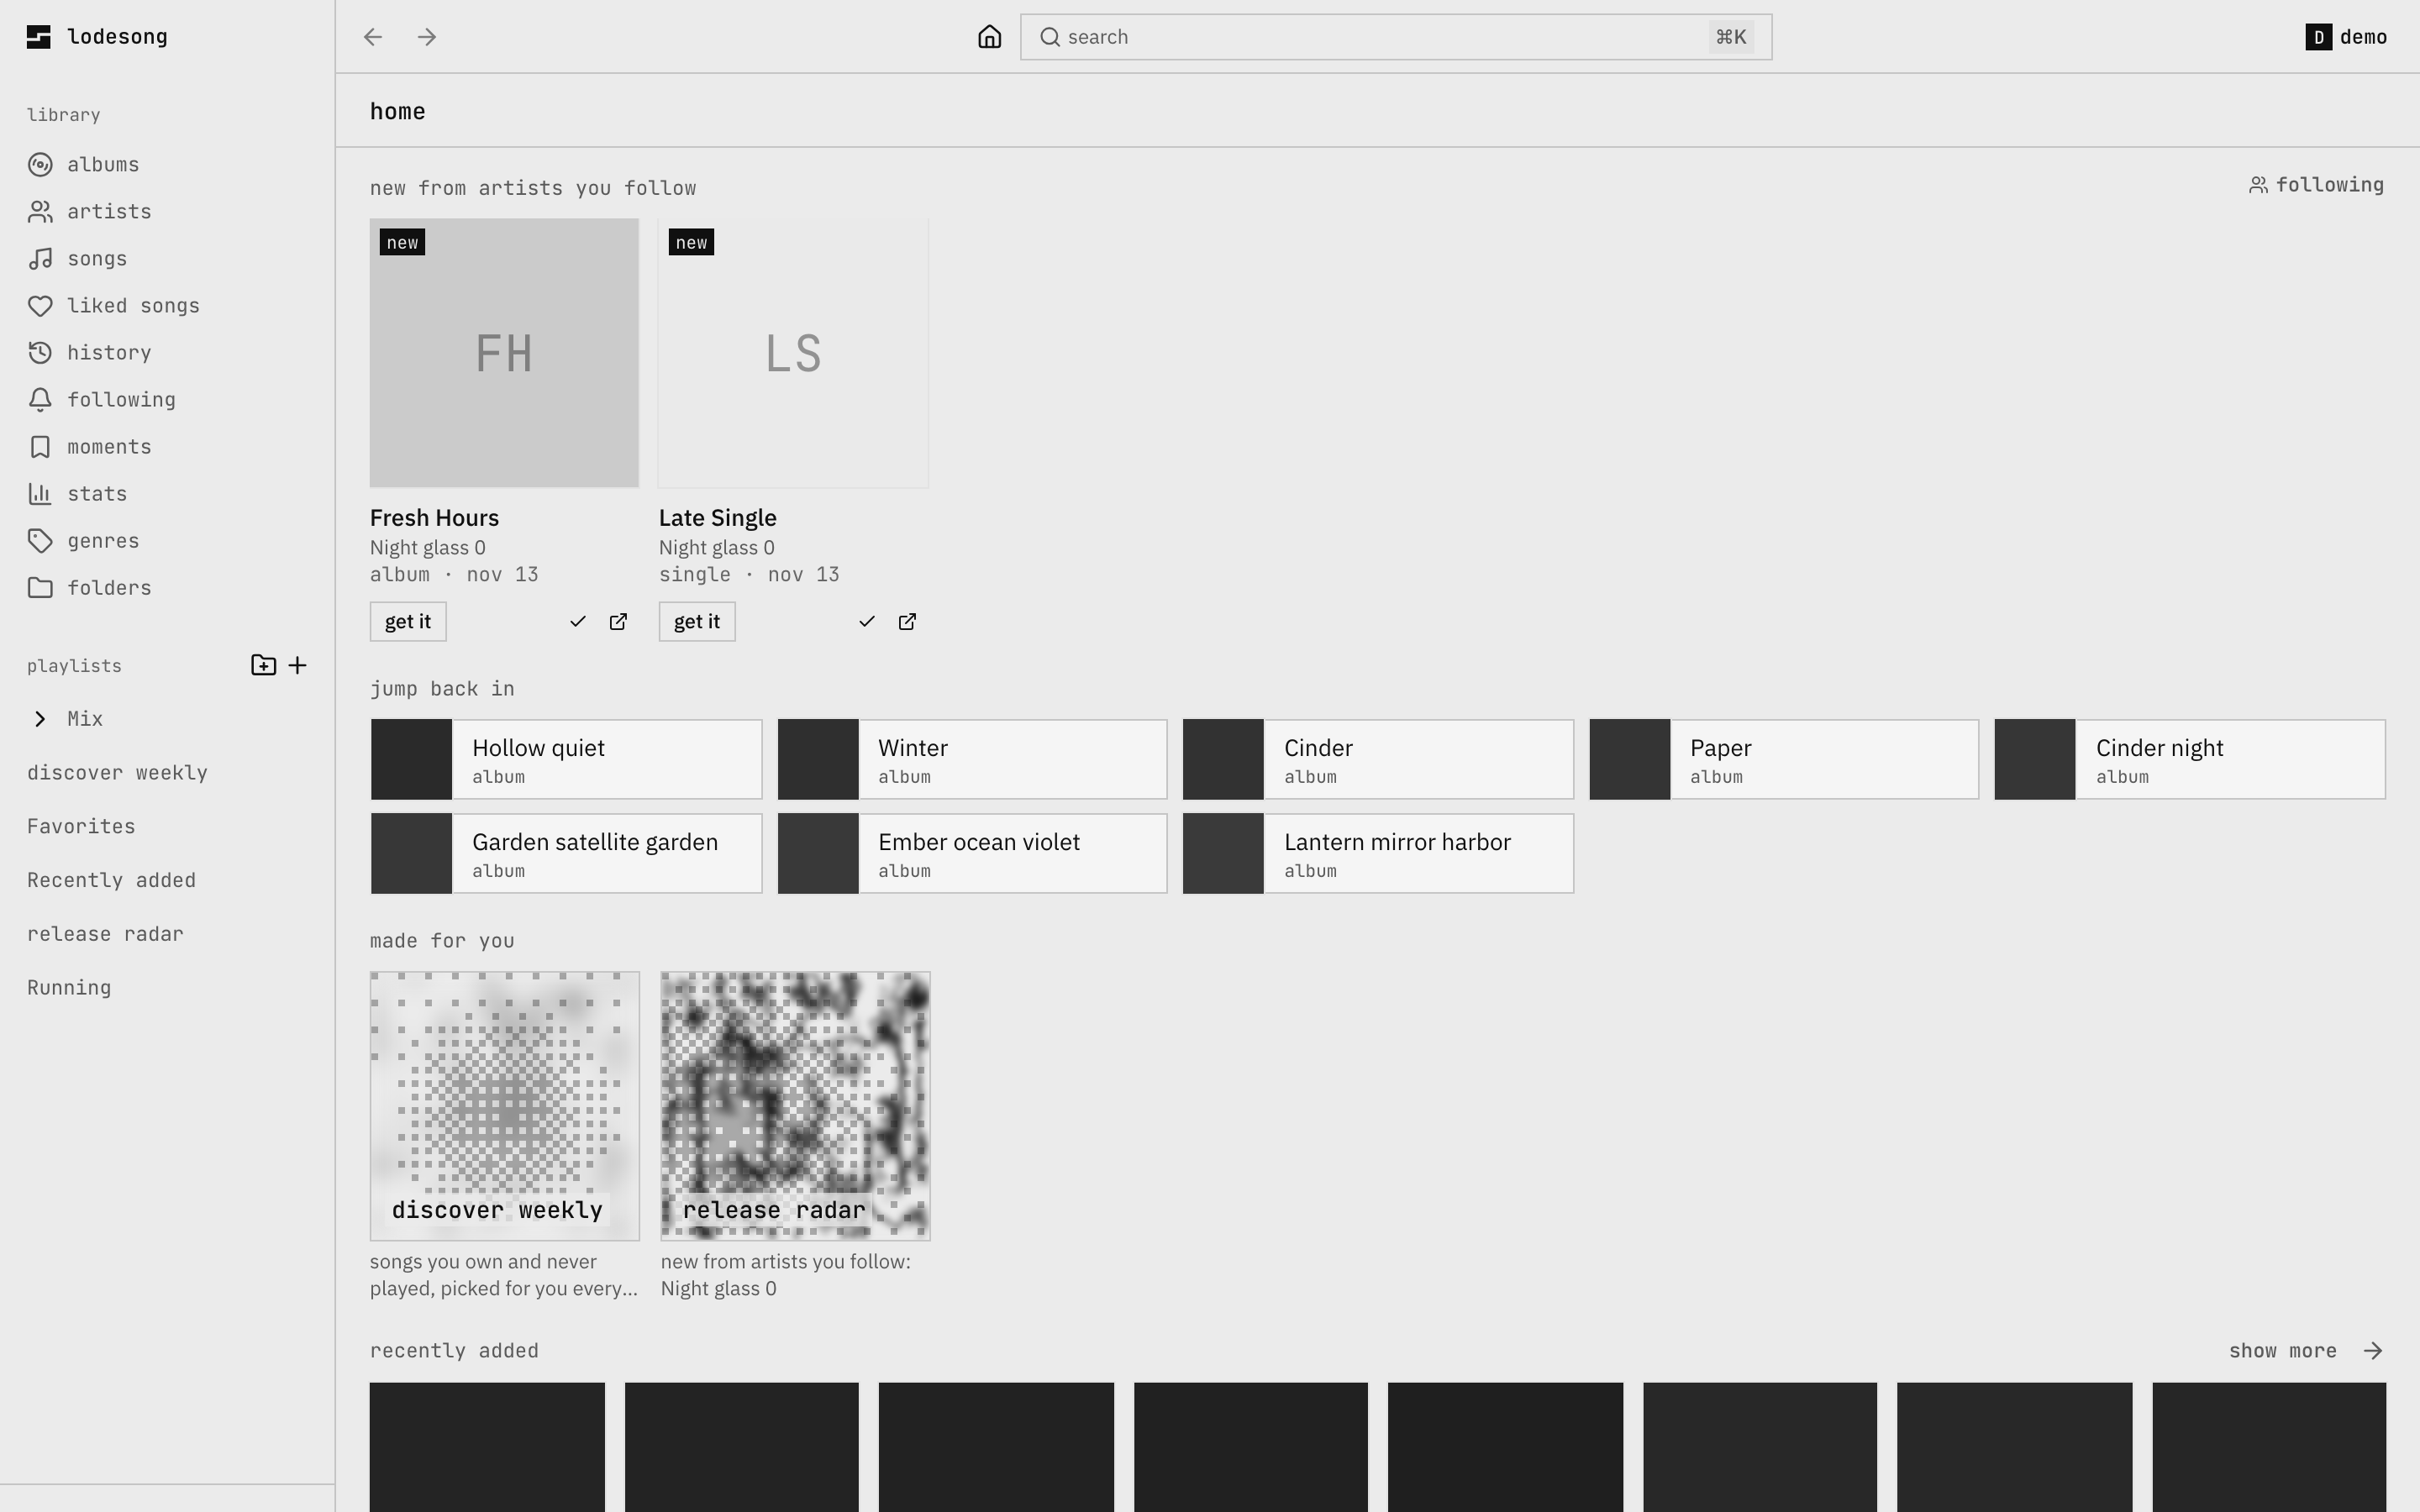 lodesong
search
⌘K
D demo
library
albums
artists
songs
liked songs
history
following
moments
stats
genres
folders
playlists
Mix
discover weekly
Favorites
Recently added
release radar
Running
home
new from artists you follow
following
new
FH
Fresh Hours
Night glass 0
album · nov 13
get it
new
LS
Late Single
Night glass 0
single · nov 13
get it
jump back in
Hollow quiet
album
Winter
album
Cinder
album
Paper
album
Cinder night
album
Garden satellite garden
album
Ember ocean violet
album
Lantern mirror harbor
album
made for you
discover weekly
songs you own and never
played, picked for you every...
release radar
new from artists you follow:
Night glass 0
recently added
show more